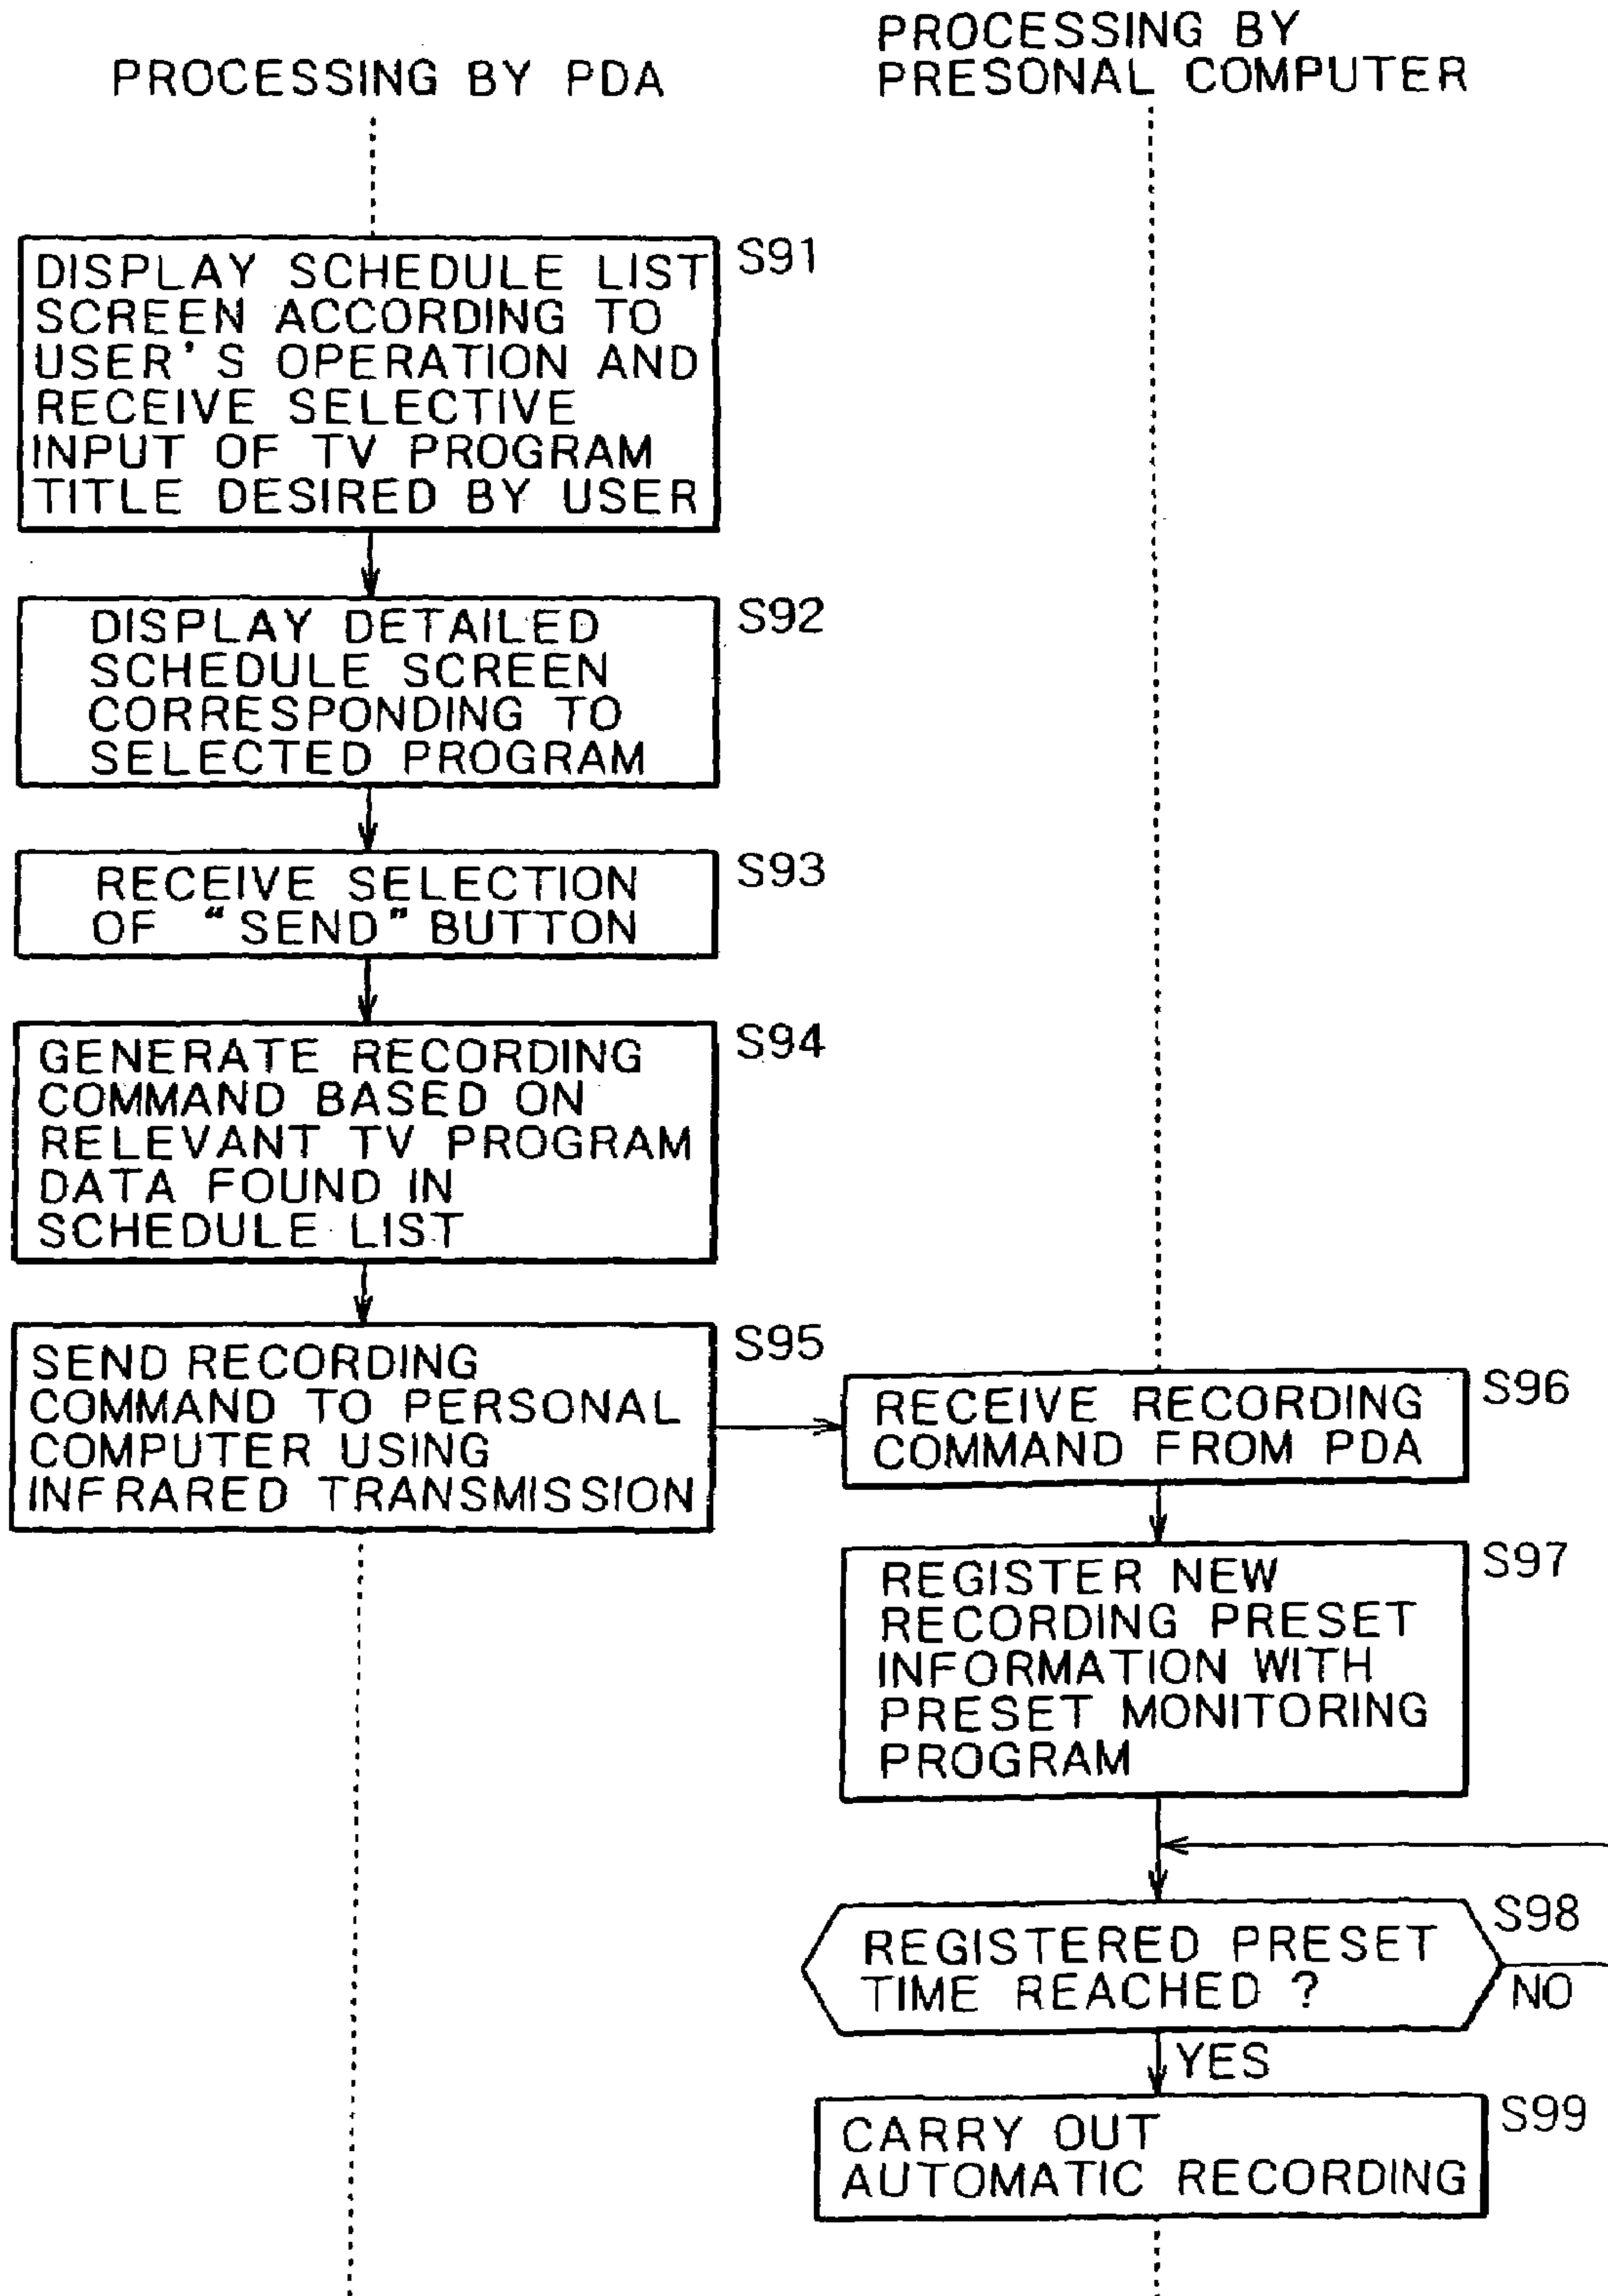 PROCESSING BY PDA
PROCESSING BY
PRESONAL COMPUTER
DISPLAY SCHEDULE LIST
SCREEN ACCORDING TO
USER'S OPERATION AND
RECEIVE SELECTIVE
INPUT OF TV PROGRAM
TITLE DESIRED BY USER
S91
DISPLAY DETAILED
SCHEDULE SCREEN
CORRESPONDING TO
SELECTED PROGRAM
S92
RECEIVE SELECTION
OF “SEND” BUTTON
S93
GENERATE RECORDING
COMMAND BASED ON
RELEVANT TV PROGRAM
DATA FOUND IN
SCHEDULE LIST
S94
SEND RECORDING
COMMAND TO PERSONAL
COMPUTER USING
INFRARED TRANSMISSION
S95
RECEIVE RECORDING
COMMAND FROM PDA
S96
REGISTER NEW
RECORDING PRESET
INFORMATION WITH
PRESET MONITORING
PROGRAM
S97
REGISTERED PRESET
TIME REACHED ?
S98
NO
YES
CARRY OUT
AUTOMATIC RECORDING
S99